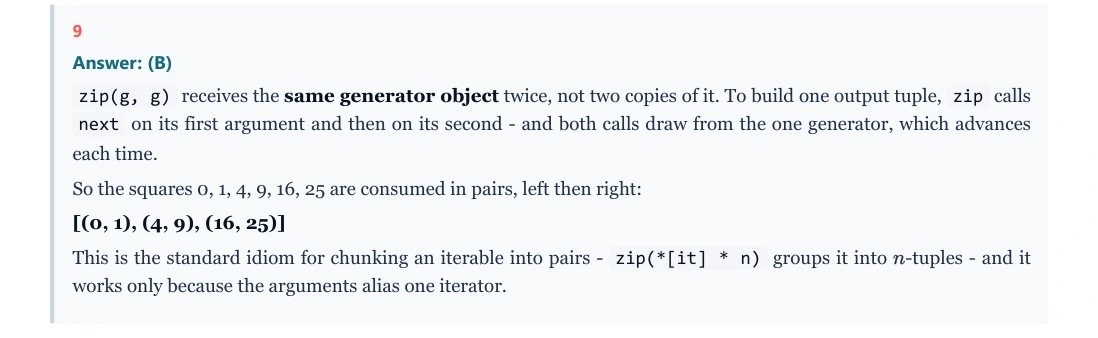 9
Answer: (B)
zip(g, g) receives the same generator object twice, not two copies of it. To build one output tuple, zip calls
next on its first argument and then on its second - and both calls draw from the one generator, which advances
each time.
So the squares 0, 1, 4, 9, 16, 25 are consumed in pairs, left then right:
[(0, 1), (4, 9), (16, 25)]
This is the standard idiom for chunking an iterable into pairs - zip(*[it] * n) groups it into n-tuples - and it
works only because the arguments alias one iterator.